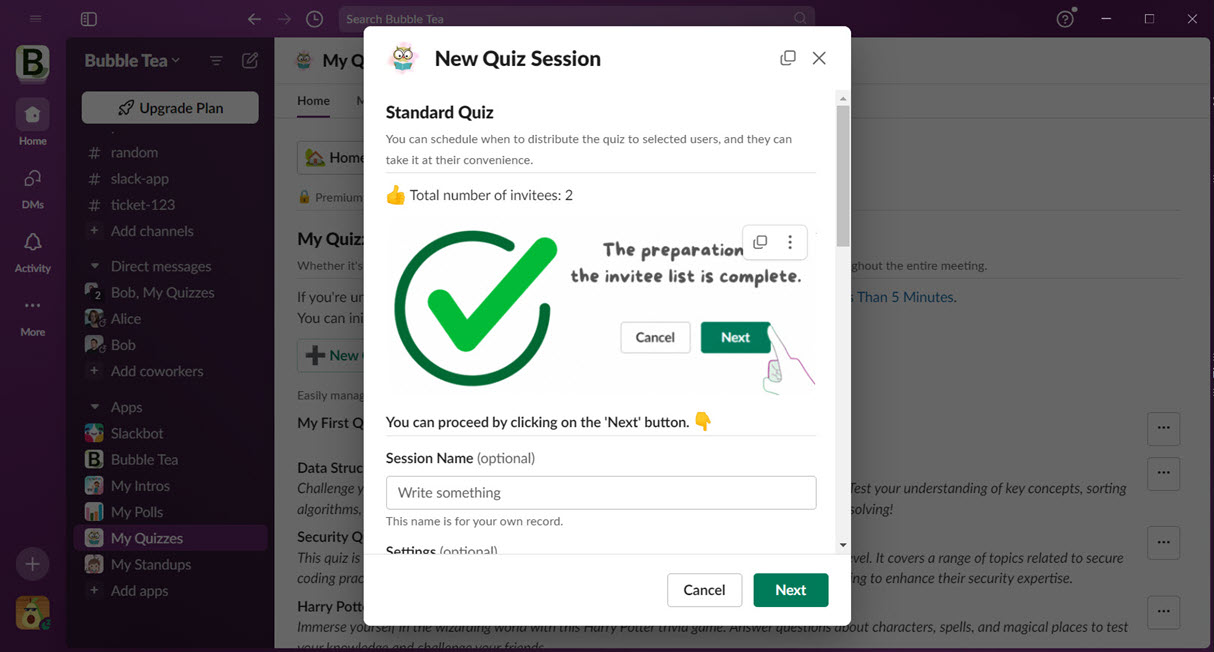 Search Bubble Tea
B
Bubble Tea
Upgrade Plan
Home
DMs
Activity
More
# random
# slack-app
# ticket-123
+ Add channels
Direct messages
2 Bob, My Quizzes
Alice
Bob
+ Add coworkers
Apps
Slackbot
B Bubble Tea
My Intros
My Polls
My Quizzes
My Standups
+ Add apps
My Q
Home
M
Home
Premium
My Quiz
Whether it's
ghout the entire meeting.
If you're un
s Than 5 Minutes.
You can ini
New
Easily manag
My First Q
Data Struc
Challenge y
Test your understanding of key concepts, sorting
algorithms,
solving!
Security Q
This quiz is
vel. It covers a range of topics related to secure
coding prac
ng to enhance their security expertise.
Harry Potte
Immerse yourself in the wizarding world with this Harry Potter trivia game. Answer questions about characters, spells, and magical places to test
your knowledge and challenge your friends.
New Quiz Session
Standard Quiz
You can schedule when to distribute the quiz to selected users, and they can
take it at their convenience.
Total number of invitees: 2
The preparation
the invitee list is complete.
Cancel
Next
You can proceed by clicking on the 'Next' button.
Session Name (optional)
Write something
This name is for your own record.
Settings (optional)
Cancel
Next